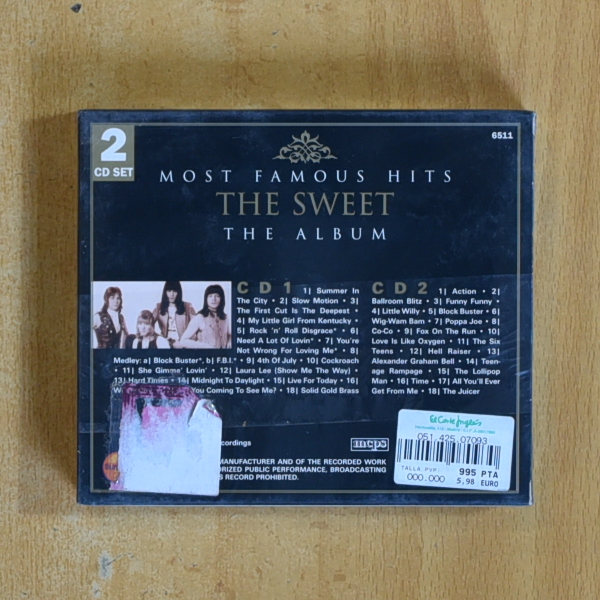 2
CD SET
6511
MOST FAMOUS HITS
THE SWEET
THE ALBUM
CD 1 1| Summer In
The City • 2| Slow Motion • 3|
The First Cut Is The Deepest •
4| My Little Girl From Kentucky •
5| Rock 'n' Roll Disgrace* • 6|
Need A Lot Of Lovin* • 7| You're
Not Wrong For Loving Me* • 8|
Medley: a| Block Buster*, b| F.B.I.* • 9| 4th Of July • 10| Cockroach
• 11| She Gimme' Lovin' • 12| Laura Lee (Show Me The Way) •
13| Hard Times • 14| Midnight To Daylight • 15| Live For Today • 16|
You Coming To See Me? • 18| Solid Gold Brass
CD 2 1| Action • 2|
Ballroom Blitz • 3| Funny Funny •
4| Little Willy • 5| Block Buster • 6|
Wig-Wam Bam • 7| Poppa Joe • 8|
Co-Co • 9| Fox On The Run • 10|
Love Is Like Oxygen • 11| The Six
Teens • 12| Hell Raiser • 13|
Alexander Graham Bell • 14| Teen-
age Rampage • 15| The Lollipop
Man • 16| Time • 17| All You'll Ever
Get From Me • 18| The Juicer
cordings
mcps
MANUFACTURER AND OF THE RECORDED WORK
ORIZED PUBLIC PERFORMANCE, BROADCASTING
S RECORD PROHIBITED.
El Corte Inglés
051.425.07093
TALLA PVP.
000.000
995 PTA
5,98 EURO